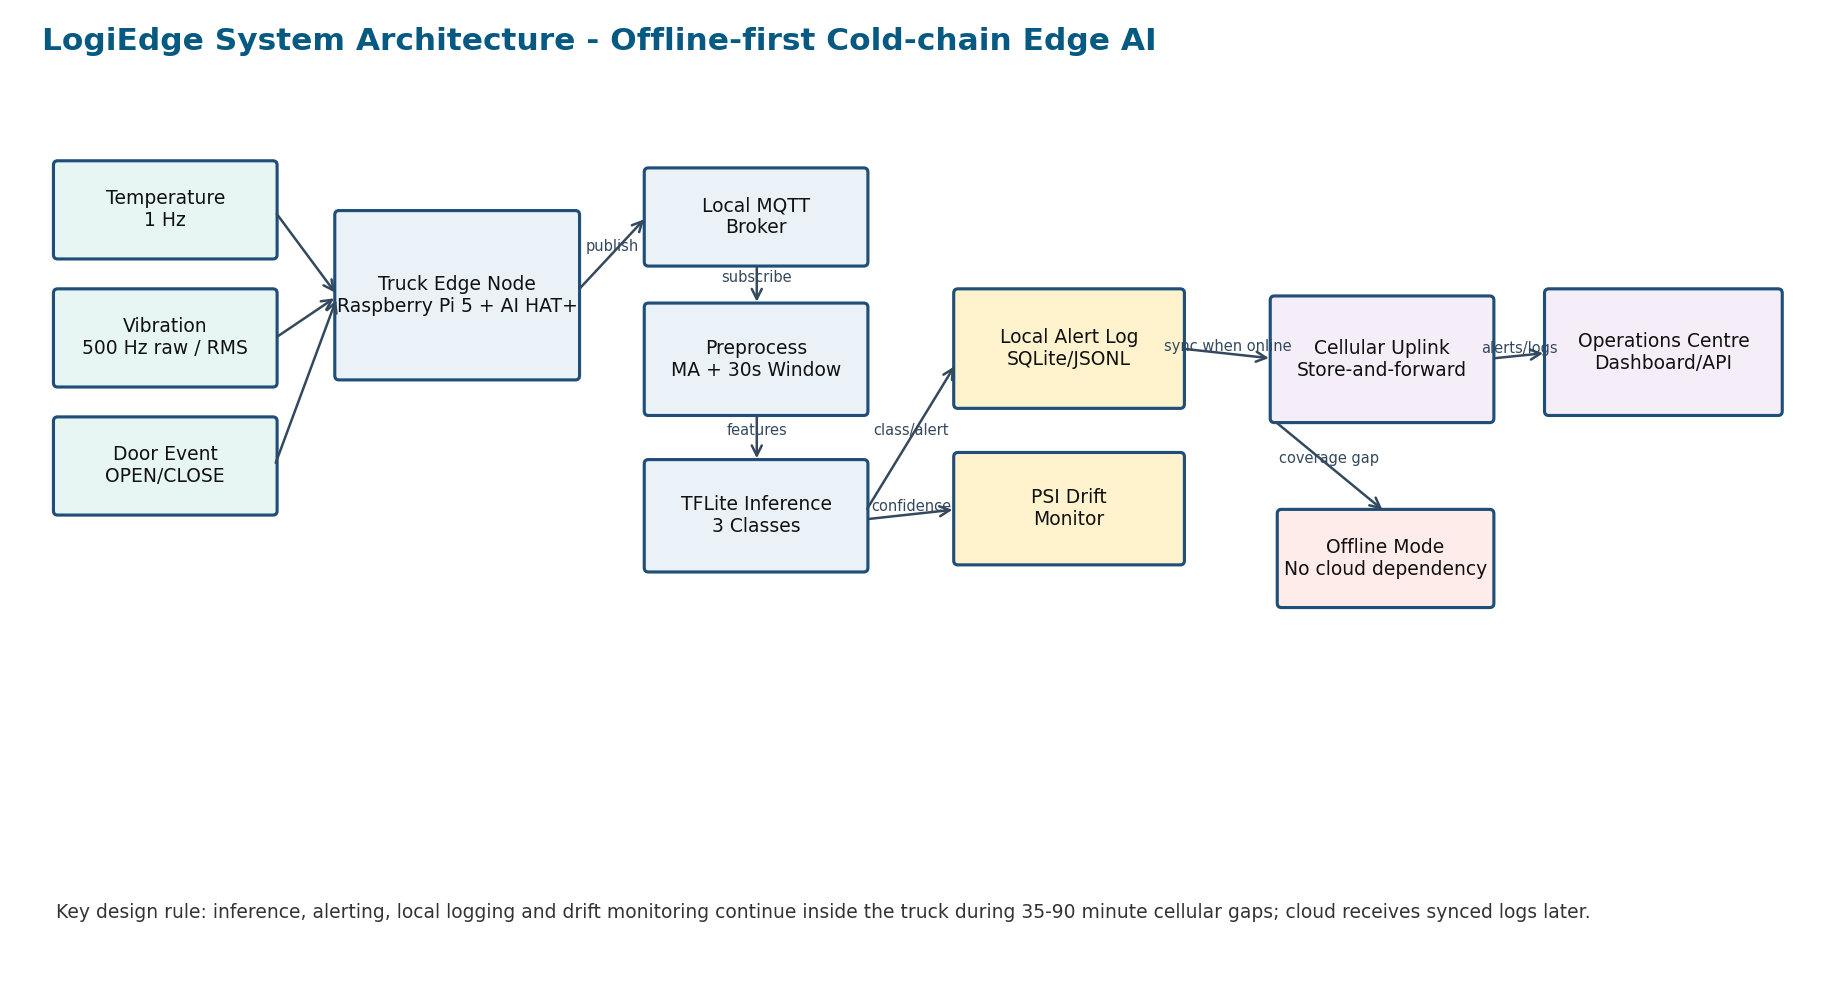 LogiEdge System Architecture - Offline-first Cold-chain Edge AI
Temperature
1 Hz
Vibration
500 Hz raw / RMS
Door Event
OPEN/CLOSE
Truck Edge Node
Raspberry Pi 5 + AI HAT+
publish
Local MQTT
Broker
subscribe
Preprocess
MA + 30s Window
features
TFLite Inference
3 Classes
class/alert
confidence
Local Alert Log
SQLite/JSONL
PSI Drift
Monitor
sync when online
Cellular Uplink
Store-and-forward
alerts/logs
Operations Centre
Dashboard/API
coverage gap
Offline Mode
No cloud dependency
Key design rule: inference, alerting, local logging and drift monitoring continue inside the truck during 35-90 minute cellular gaps; cloud receives synced logs later.